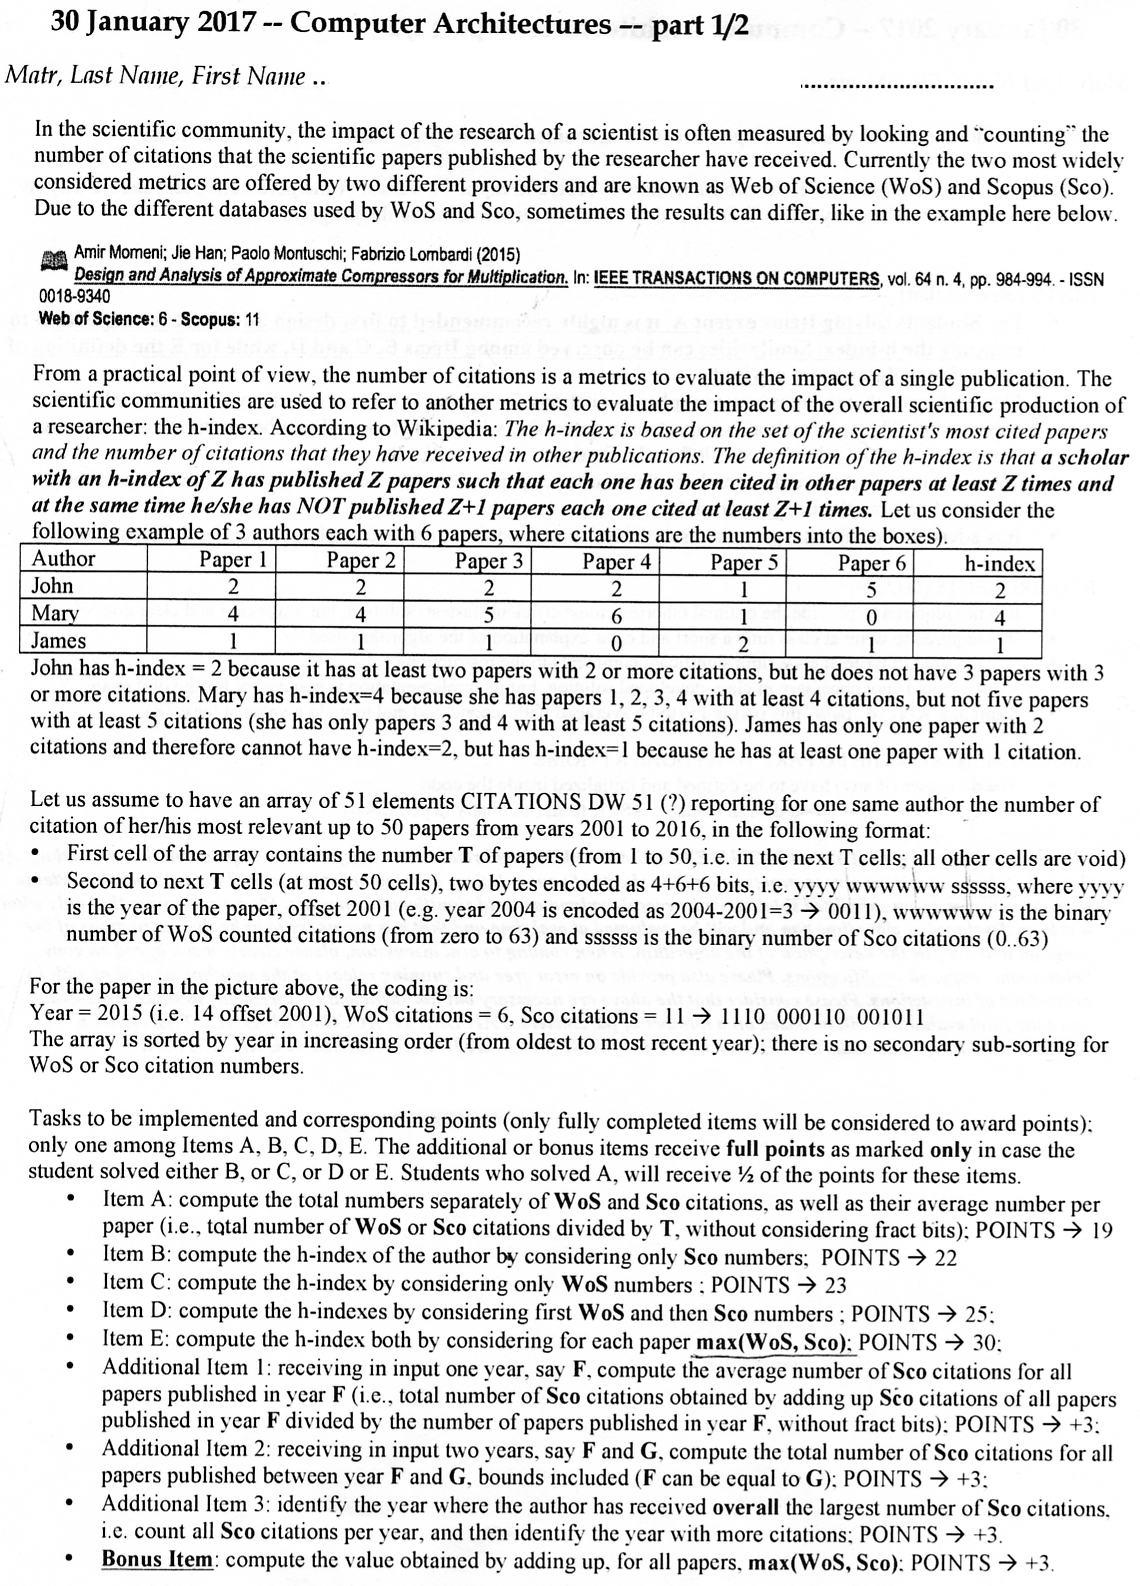 30 January 2017 -- Computer Architectures -- part 1/2
Matr, Last Name, First Name .. ..............................
In the scientific community, the impact of the research of a scientist is often measured by looking and "counting" the
number of citations that the scientific papers published by the researcher have received. Currently the two most widely
considered metrics are offered by two different providers and are known as Web of Science (WoS) and Scopus (Sco).
Due to the different databases used by WoS and Sco, sometimes the results can differ, like in the example here below.
Amir Momeni; Jie Han; Paolo Montuschi; Fabrizio Lombardi (2015)
Design and Analysis of Approximate Compressors for Multiplication. In: IEEE TRANSACTIONS ON COMPUTERS, vol. 64 n. 4, pp. 984-994. - ISSN
0018-9340
Web of Science: 6 - Scopus: 11
From a practical point of view, the number of citations is a metrics to evaluate the impact of a single publication. The
scientific communities are used to refer to another metrics to evaluate the impact of the overall scientific production of
a researcher: the h-index. According to Wikipedia: The h-index is based on the set of the scientist's most cited papers
and the number of citations that they have received in other publications. The definition of the h-index is that a scholar
with an h-index of Z has published Z papers such that each one has been cited in other papers at least Z times and
at the same time he/she has NOT published Z+1 papers each one cited at least Z+1 times. Let us consider the
following example of 3 authors each with 6 papers, where citations are the numbers into the boxes).
Author Paper 1 Paper 2 Paper 3 Paper 4 Paper 5 Paper 6 h-index
John 2 2 2 2 1 5 2
Mary 4 4 5 6 1 0 4
James 1 1 1 0 2 1 1
John has h-index = 2 because it has at least two papers with 2 or more citations, but he does not have 3 papers with 3
or more citations. Mary has h-index=4 because she has papers 1, 2, 3, 4 with at least 4 citations, but not five papers
with at least 5 citations (she has only papers 3 and 4 with at least 5 citations). James has only one paper with 2
citations and therefore cannot have h-index=2, but has h-index=1 because he has at least one paper with 1 citation.
Let us assume to have an array of 51 elements CITATIONS DW 51 (?) reporting for one same author the number of
citation of her/his most relevant up to 50 papers from years 2001 to 2016, in the following format:
• First cell of the array contains the number T of papers (from 1 to 50, i.e. in the next T cells; all other cells are void)
• Second to next T cells (at most 50 cells), two bytes encoded as 4+6+6 bits, i.e. yyyy wwwwww ssssss, where yyyy
is the year of the paper, offset 2001 (e.g. year 2004 is encoded as 2004-2001=3 → 0011), wwwwww is the binary
number of WoS counted citations (from zero to 63) and ssssss is the binary number of Sco citations (0..63)
For the paper in the picture above, the coding is:
Year = 2015 (i.e. 14 offset 2001), WoS citations = 6, Sco citations = 11 → 1110 000110 001011
The array is sorted by year in increasing order (from oldest to most recent year); there is no secondary sub-sorting for
WoS or Sco citation numbers.
Tasks to be implemented and corresponding points (only fully completed items will be considered to award points):
only one among Items A, B, C, D, E. The additional or bonus items receive full points as marked only in case the
student solved either B, or C, or D or E. Students who solved A, will receive ½ of the points for these items.
• Item A: compute the total numbers separately of WoS and Sco citations, as well as their average number per
paper (i.e., total number of WoS or Sco citations divided by T, without considering fract bits); POINTS → 19
• Item B: compute the h-index of the author by considering only Sco numbers; POINTS → 22
• Item C: compute the h-index by considering only WoS numbers ; POINTS → 23
• Item D: compute the h-indexes by considering first WoS and then Sco numbers ; POINTS → 25;
• Item E: compute the h-index both by considering for each paper max(WoS, Sco); POINTS → 30;
• Additional Item 1: receiving in input one year, say F, compute the average number of Sco citations for all
papers published in year F (i.e., total number of Sco citations obtained by adding up Sco citations of all papers
published in year F divided by the number of papers published in year F, without fract bits); POINTS → +3;
• Additional Item 2: receiving in input two years, say F and G, compute the total number of Sco citations for all
papers published between year F and G, bounds included (F can be equal to G); POINTS → +3;
• Additional Item 3: identify the year where the author has received overall the largest number of Sco citations,
i.e. count all Sco citations per year, and then identify the year with more citations; POINTS → +3.
• Bonus Item: compute the value obtained by adding up, for all papers, max(WoS, Sco); POINTS → +3.